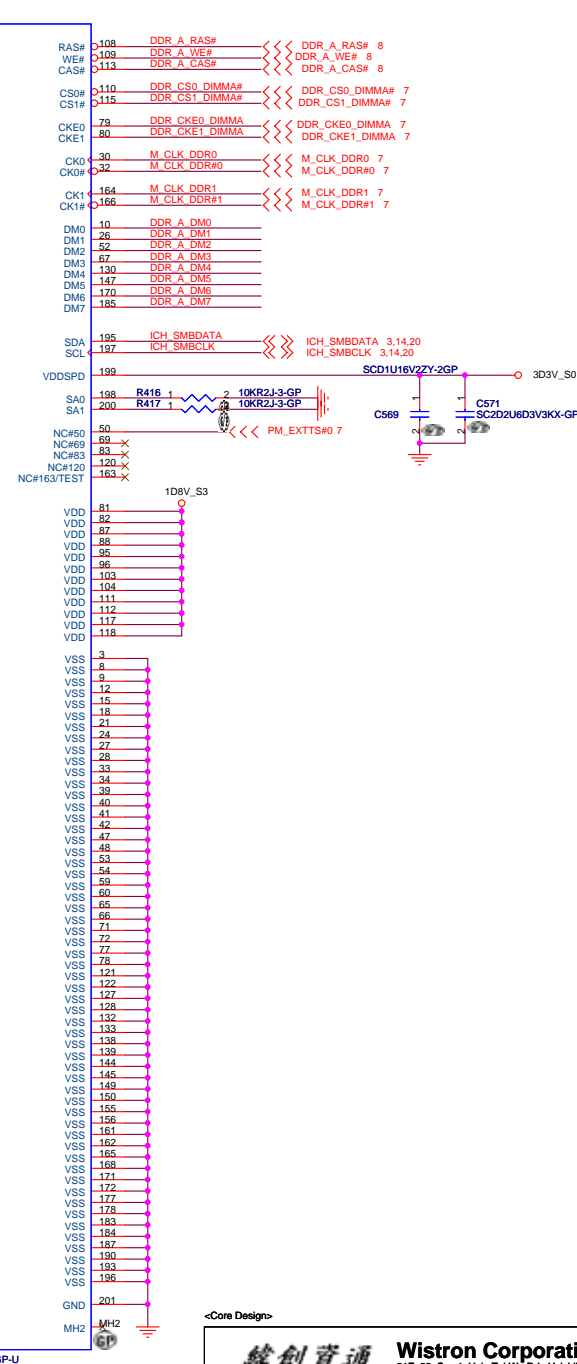 RAS# 108 DDR_A_RAS# DDR_A_RAS# 8
WE# 109 DDR_A_WE# DDR_A_WE# 8
CAS# 113 DDR_A_CAS# DDR_A_CAS# 8
CS0# 110 DDR_CS0_DIMMA# DDR_CS0_DIMMA# 7
CS1# 115 DDR_CS1_DIMMA# DDR_CS1_DIMMA# 7
CKE0 79 DDR_CKE0_DIMMA DDR_CKE0_DIMMA 7
CKE1 80 DDR_CKE1_DIMMA DDR_CKE1_DIMMA 7
CK0 30 M_CLK_DDR0 M_CLK_DDR0 7
CK0# 32 M_CLK_DDR#0 M_CLK_DDR#0 7
CK1 164 M_CLK_DDR1 M_CLK_DDR1 7
CK1# 166 M_CLK_DDR#1 M_CLK_DDR#1 7
DM0 10 DDR_A_DM0
DM1 26 DDR_A_DM1
DM2 52 DDR_A_DM2
DM3 67 DDR_A_DM3
DM4 130 DDR_A_DM4
DM5 147 DDR_A_DM5
DM6 170 DDR_A_DM6
DM7 185 DDR_A_DM7
SDA 195 ICH_SMBDATA ICH_SMBDATA 3,14,20
SCL 197 ICH_SMBCLK ICH_SMBCLK 3,14,20
VDDSPD 199 SCD1U16V2ZY-2GP 3D3V_S0
SA0 198 R416 1 2 10KR2J-3-GP
SA1 200 R417 1 10KR2J-3-GP
C569 1 2
C571 1 2
SC2D2U6D3V3KX-GP
NC#50 50 PM_EXTTS#0 7
NC#69 69
NC#83 83
NC#120 120
NC#163/TEST 163
1D8V_S3
VDD 81
VDD 82
VDD 87
VDD 88
VDD 95
VDD 96
VDD 103
VDD 104
VDD 111
VDD 112
VDD 117
VDD 118
VSS 3
VSS 8
VSS 9
VSS 12
VSS 15
VSS 18
VSS 21
VSS 24
VSS 27
VSS 28
VSS 33
VSS 34
VSS 39
VSS 40
VSS 41
VSS 42
VSS 47
VSS 48
VSS 53
VSS 54
VSS 59
VSS 60
VSS 65
VSS 66
VSS 71
VSS 72
VSS 77
VSS 78
VSS 121
VSS 122
VSS 127
VSS 128
VSS 132
VSS 133
VSS 138
VSS 139
VSS 144
VSS 145
VSS 149
VSS 150
VSS 155
VSS 156
VSS 161
VSS 162
VSS 165
VSS 168
VSS 171
VSS 172
VSS 177
VSS 178
VSS 183
VSS 184
VSS 187
VSS 190
VSS 193
VSS 196
GND 201
MH2 MH2
GP
GP-U
<Core Design>
緯創資通 Wistron Corporati